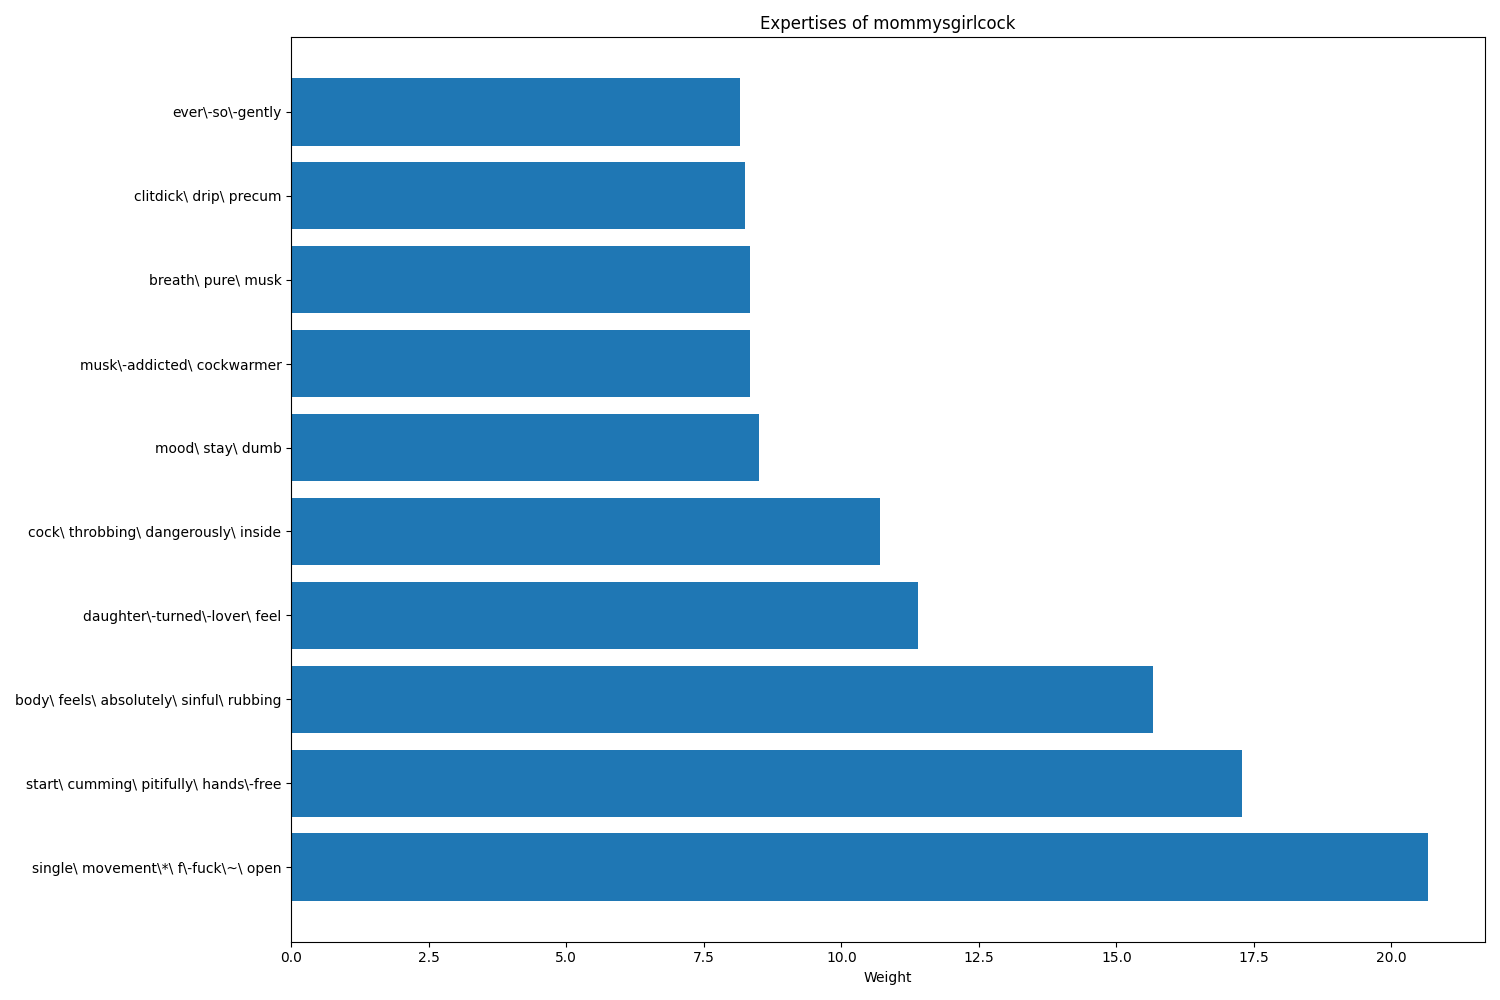 Expertises of mommysgirlcock
ever\-so\-gently
clitdick\ drip\ precum
breath\ pure\ musk
musk\-addicted\ cockwarmer
mood\ stay\ dumb
cock\ throbbing\ dangerously\ inside
daughter\-turned\-lover\ feel
body\ feels\ absolutely\ sinful\ rubbing
start\ cumming\ pitifully\ hands\-free
single\ movement\*\ f\-fuck\~\ open
0.0 2.5 5.0 7.5 10.0 12.5 15.0 17.5 20.0
Weight